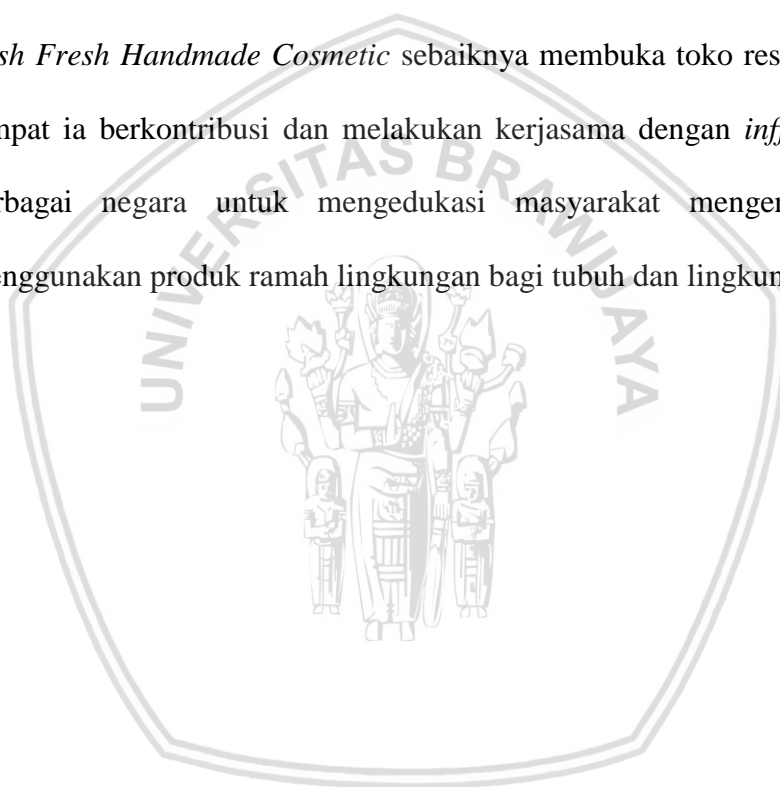 sh Fresh Handmade Cosmetic sebaiknya membuka toko res
mpat ia berkontribusi dan melakukan kerjasama dengan inf
rbagai negara untuk mengedukasi masyarakat menger
enggunakan produk ramah lingkungan bagi tubuh dan lingkun
UNIVERSITAS BRAWIJAYA